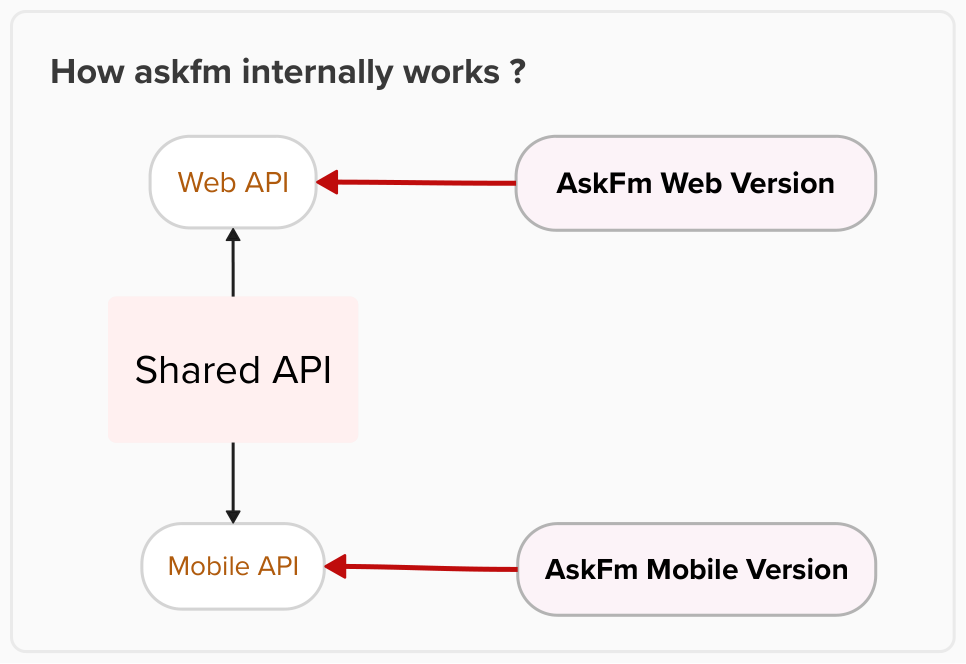 How askfm internally works ?
Web API
AskFm Web Version
Shared API
Mobile API
AskFm Mobile Version